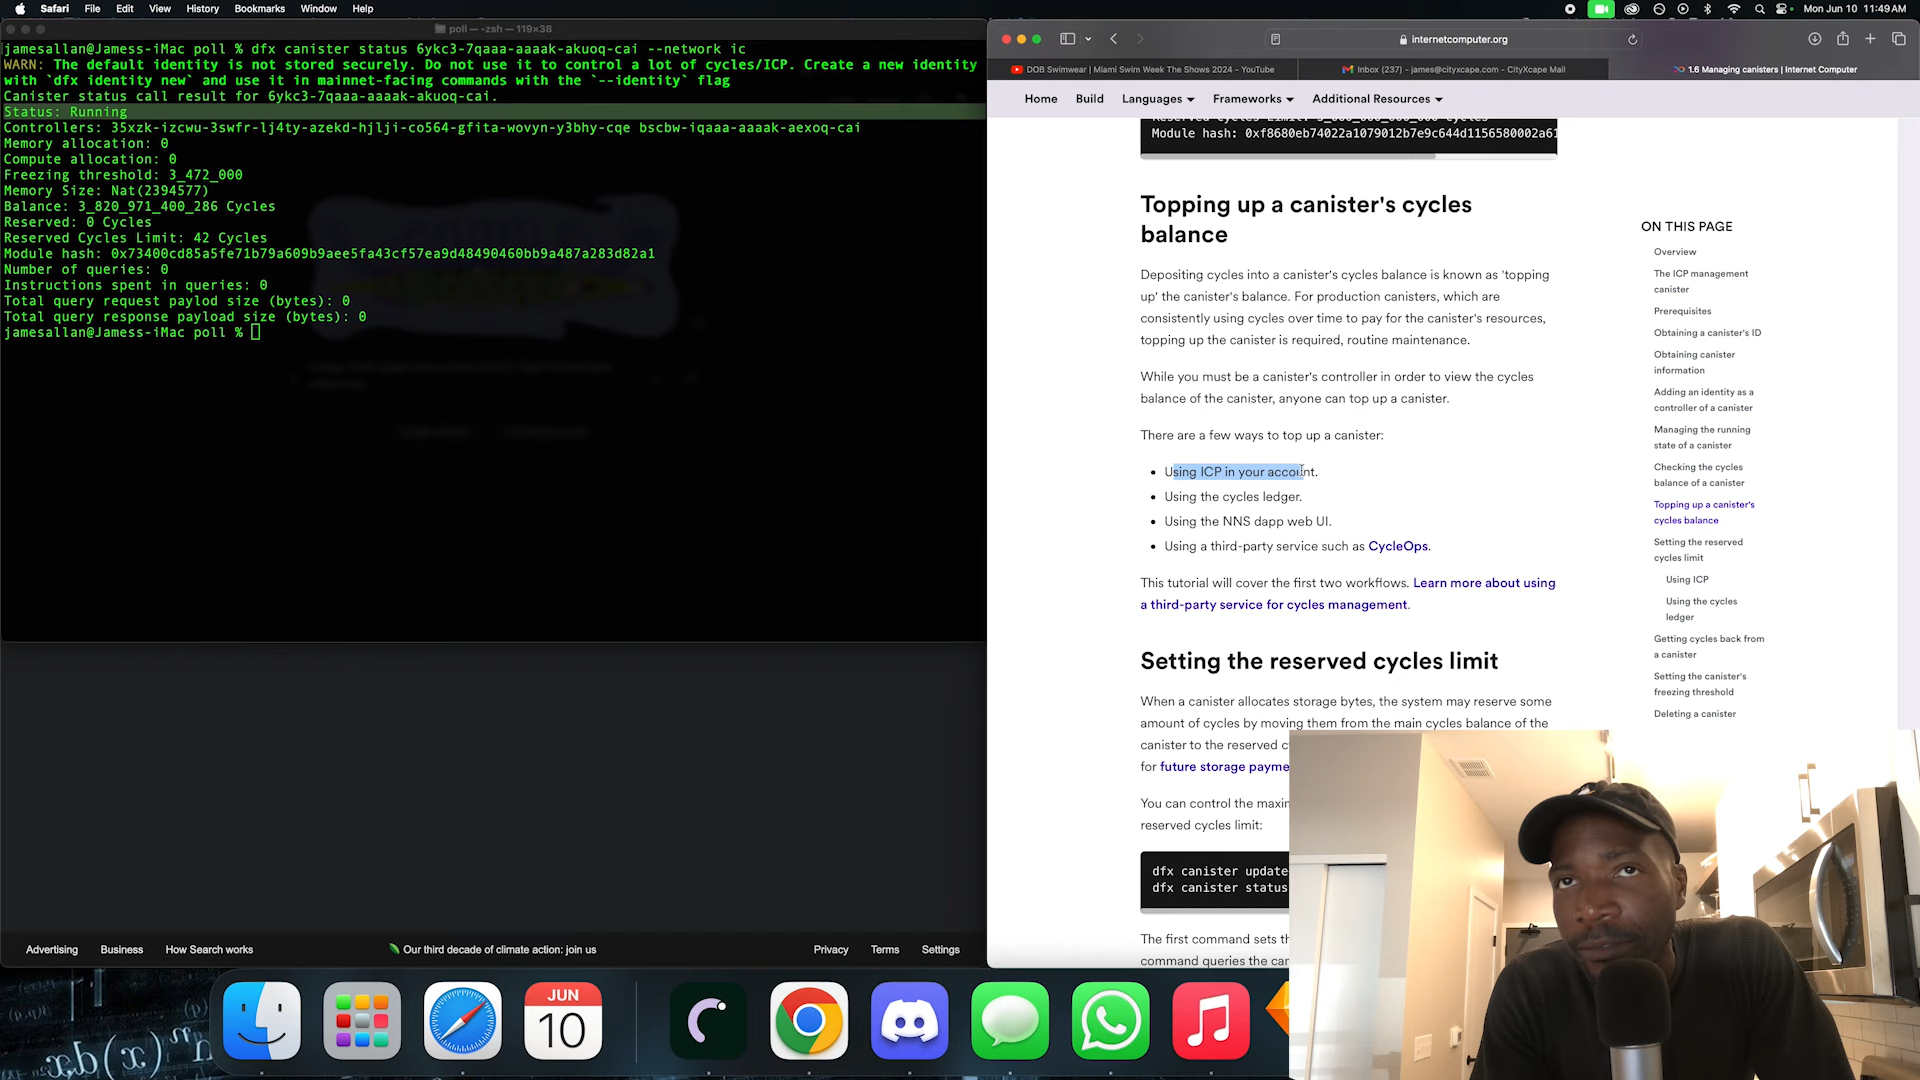 Safari File Edit View History Bookmarks Window Help
Mon Jun 10 11:49 AM
poll — -zsh — 119×38
jamesallan@Jamess-iMac poll % dfx canister status 6ykc3-7qaaa-aaaak-akuoq-cai --network ic
WARN: The default identity is not stored securely. Do not use it to control a lot of cycles/ICP. Create a new identity
with `dfx identity new` and use it in mainnet-facing commands with the `--identity` flag
Canister status call result for 6ykc3-7qaaa-aaaak-akuoq-cai.
Status: Running
Controllers: 35xzk-izcwu-3swfr-lj4ty-azekd-hjlji-co564-gfita-wovyn-y3bhy-cqe bscbw-iqaaa-aaaak-aexoq-cai
Memory allocation: 0
Compute allocation: 0
Freezing threshold: 3_472_000
Memory Size: Nat(2394577)
Balance: 3_820_971_400_286 Cycles
Reserved: 0 Cycles
Reserved Cycles Limit: 42 Cycles
Module hash: 0x73400cd85a5fe71b79a609b9aee5fa43cf57ea9d48490460bb9a487a283d82a1
Number of queries: 0
Instructions spent in queries: 0
Total query request paylod size (bytes): 0
Total query response payload size (bytes): 0
jamesallan@Jamess-iMac poll %
Advertising Business How Search works
Our third decade of climate action: join us
Privacy Terms Settings
internetcomputer.org
DOB Swimwear | Miami Swim Week The Shows 2024 - YouTube
Inbox (237) - james@cityxcape.com - CityXcape Mail
1.6 Managing canisters | Internet Computer
Home Build Languages Frameworks Additional Resources
Module hash: 0xf8680eb74022a1079012b7e9c644d1156580002a61
Topping up a canister's cycles
balance
Depositing cycles into a canister's cycles balance is known as 'topping
up' the canister's balance. For production canisters, which are
consistently using cycles over time to pay for the canister's resources,
topping up the canister is required, routine maintenance.
While you must be a canister's controller in order to view the cycles
balance of the canister, anyone can top up a canister.
There are a few ways to top up a canister:
• Using ICP in your account.
• Using the cycles ledger.
• Using the NNS dapp web UI.
• Using a third-party service such as CycleOps.
This tutorial will cover the first two workflows. Learn more about using
a third-party service for cycles management.
Setting the reserved cycles limit
When a canister allocates storage bytes, the system may reserve some
amount of cycles by moving them from the main cycles balance of the
canister to the reserved c
for future storage payme
You can control the maxi
reserved cycles limit:
dfx canister update
dfx canister status
The first command sets t
command queries the can
ON THIS PAGE
Overview
The ICP management
canister
Prerequisites
Obtaining a canister's ID
Obtaining canister
information
Adding an identity as a
controller of a canister
Managing the running
state of a canister
Checking the cycles
balance of a canister
Topping up a canister's
cycles balance
Setting the reserved
cycles limit
Using ICP
Using the cycles
ledger
Getting cycles back from
a canister
Setting the canister's
freezing threshold
Deleting a canister
JUN
10